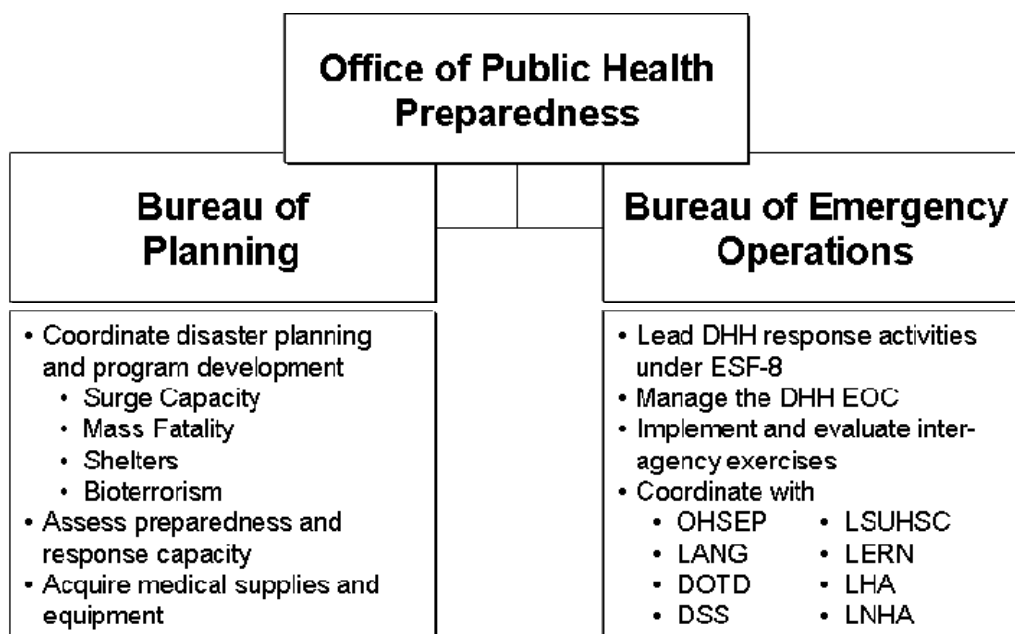 Office of Public Health
Preparedness
Bureau of
Planning
• Coordinate disaster planning
and program development
• Surge Capacity
• Mass Fatality
• Shelters
• Bioterrorism
• Assess preparedness and
response capacity
• Acquire medical supplies and
equipment
Bureau of Emergency
Operations
• Lead DHH response activities
under ESF-8
• Manage the DHH EOC
• Implement and evaluate inter-
agency exercises
• Coordinate with
• OHSEP • LSUHSC
• LANG • LERN
• DOTD • LHA
• DSS • LNHA